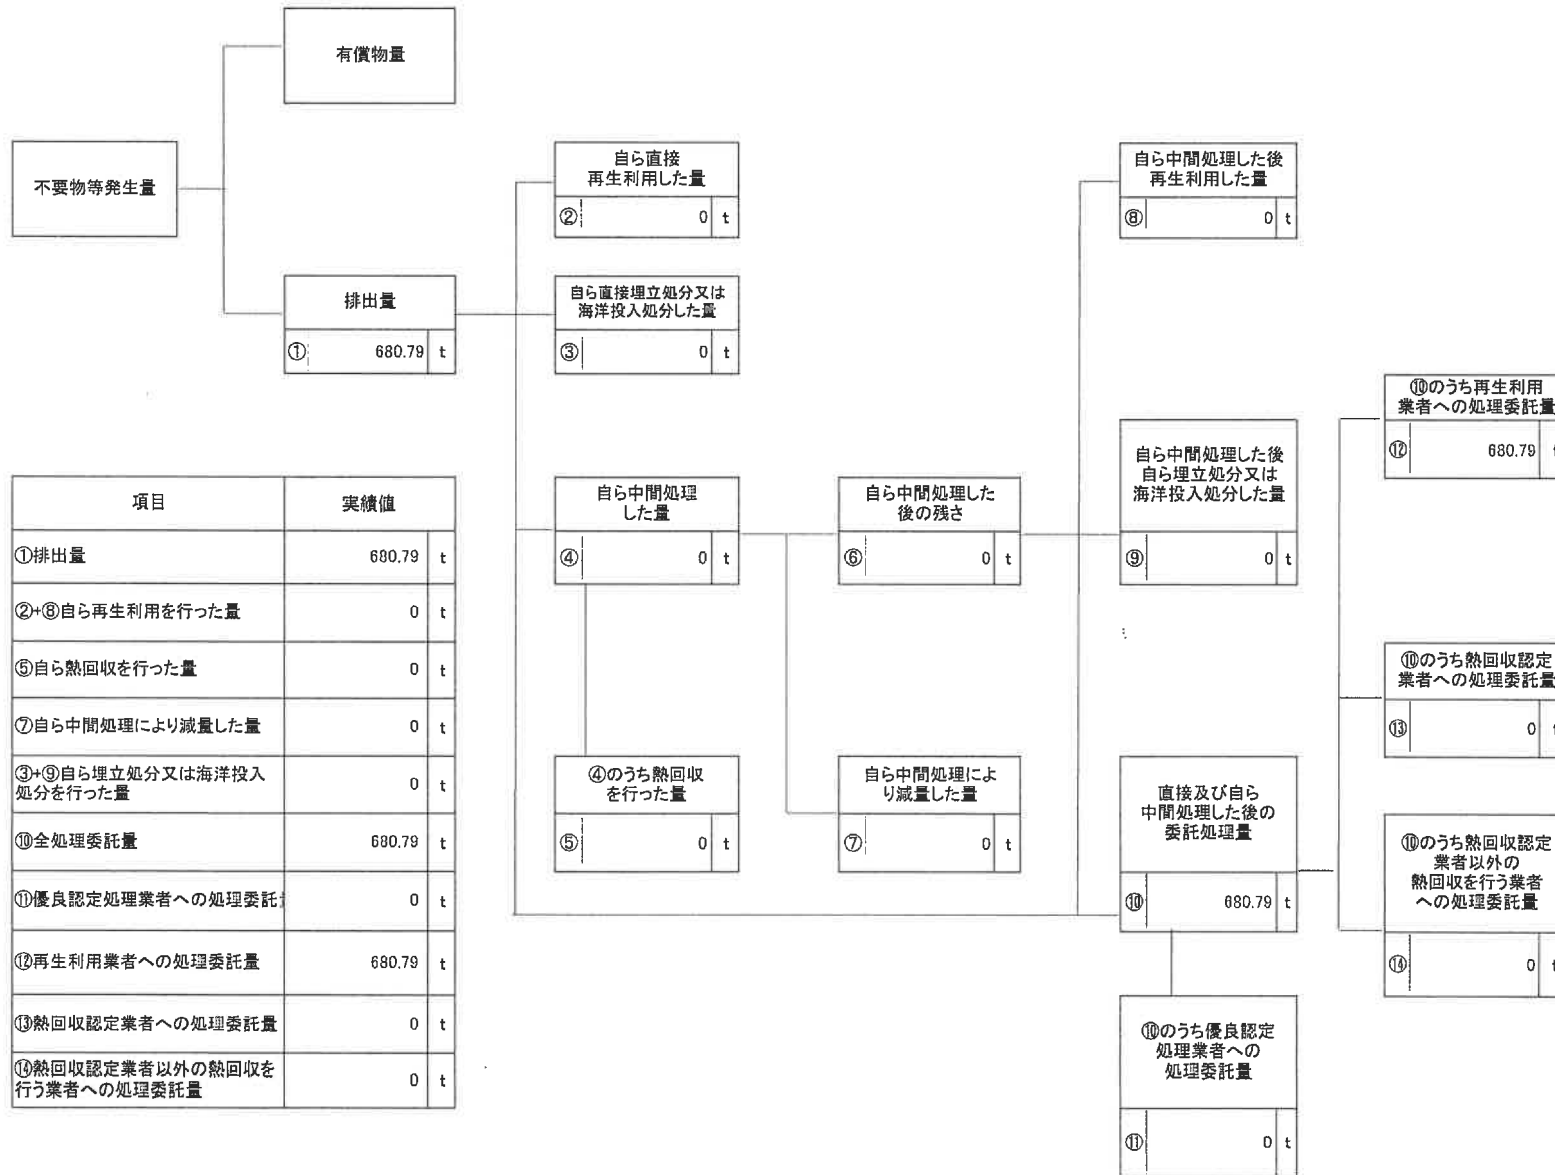 有償物量
不要物等発生量
排出量
① 680.79 t
自ら直接
再生利用した量
② 0 t
自ら直接埋立処分又は
海洋投入処分した量
③ 0 t
自ら中間処理
した量
④ 0 t
④のうち熱回収
を行った量
⑤ 0 t
自ら中間処理した
後の残さ
⑥ 0 t
自ら中間処理によ
り減量した量
⑦ 0 t
自ら中間処理した後
再生利用した量
⑧ 0 t
自ら中間処理した後
自ら埋立処分又は
海洋投入処分した量
⑨ 0 t
直接及び自ら
中間処理した後の
委託処理量
⑩ 680.79 t
⑩のうち優良認定
処理業者への
処理委託量
⑪ 0 t
⑩のうち再生利用
業者への処理委託量
⑫ 680.79 t
⑩のうち熱回収認定
業者への処理委託量
⑬ 0 t
⑩のうち熱回収認定
業者以外の
熱回収を行う業者
への処理委託量
⑭ 0 t
項目 実績値
①排出量 680.79 t
②+⑧自ら再生利用を行った量 0 t
⑤自ら熱回収を行った量 0 t
⑦自ら中間処理により減量した量 0 t
③+⑨自ら埋立処分又は海洋投入
処分を行った量 0 t
⑩全処理委託量 680.79 t
⑪優良認定処理業者への処理委託 0 t
⑫再生利用業者への処理委託量 680.79 t
⑬熱回収認定業者への処理委託量 0 t
⑭熱回収認定業者以外の熱回収を
行う業者への処理委託量 0 t